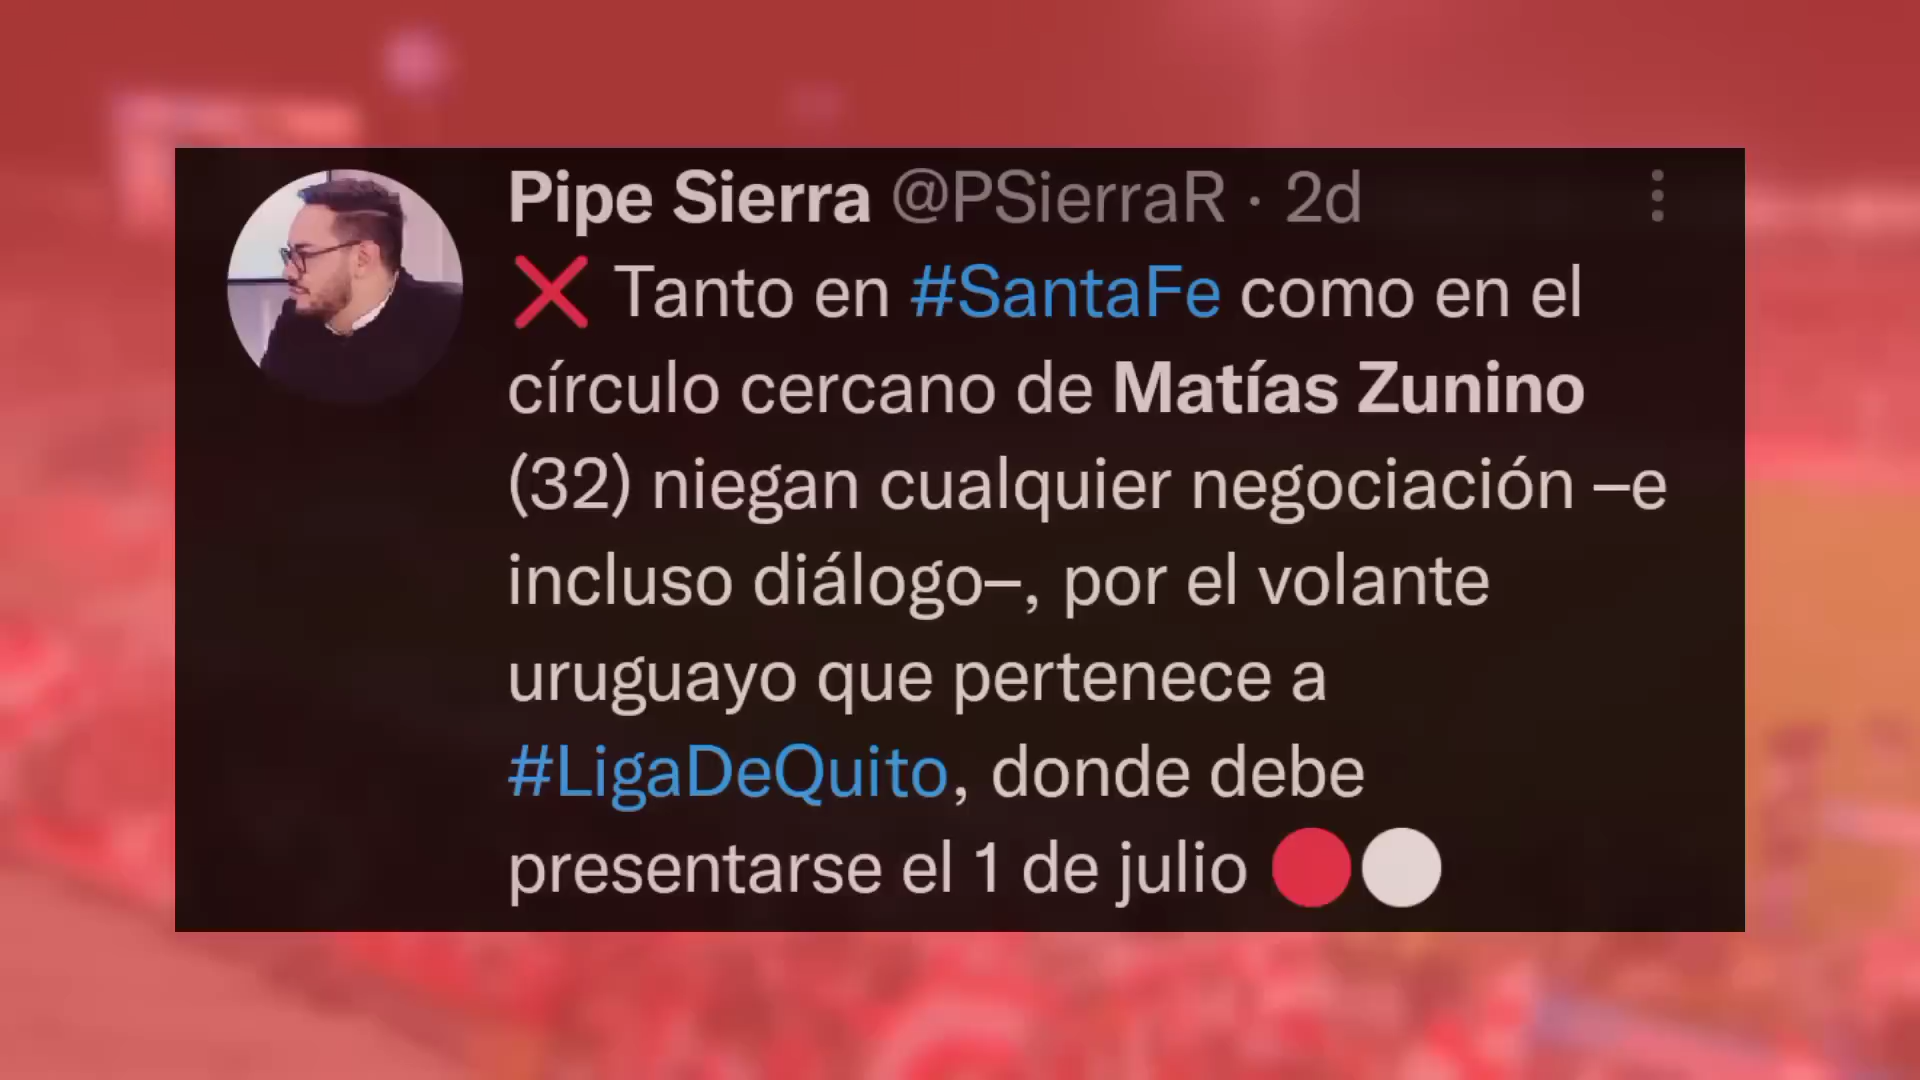 Pipe Sierra @PSierraR · 2d
❌ Tanto en #SantaFe como en el
círculo cercano de Matías Zunino
(32) niegan cualquier negociación –e
incluso diálogo–, por el volante
uruguayo que pertenece a
#LigaDeQuito, donde debe
presentarse el 1 de julio 🔴⚪